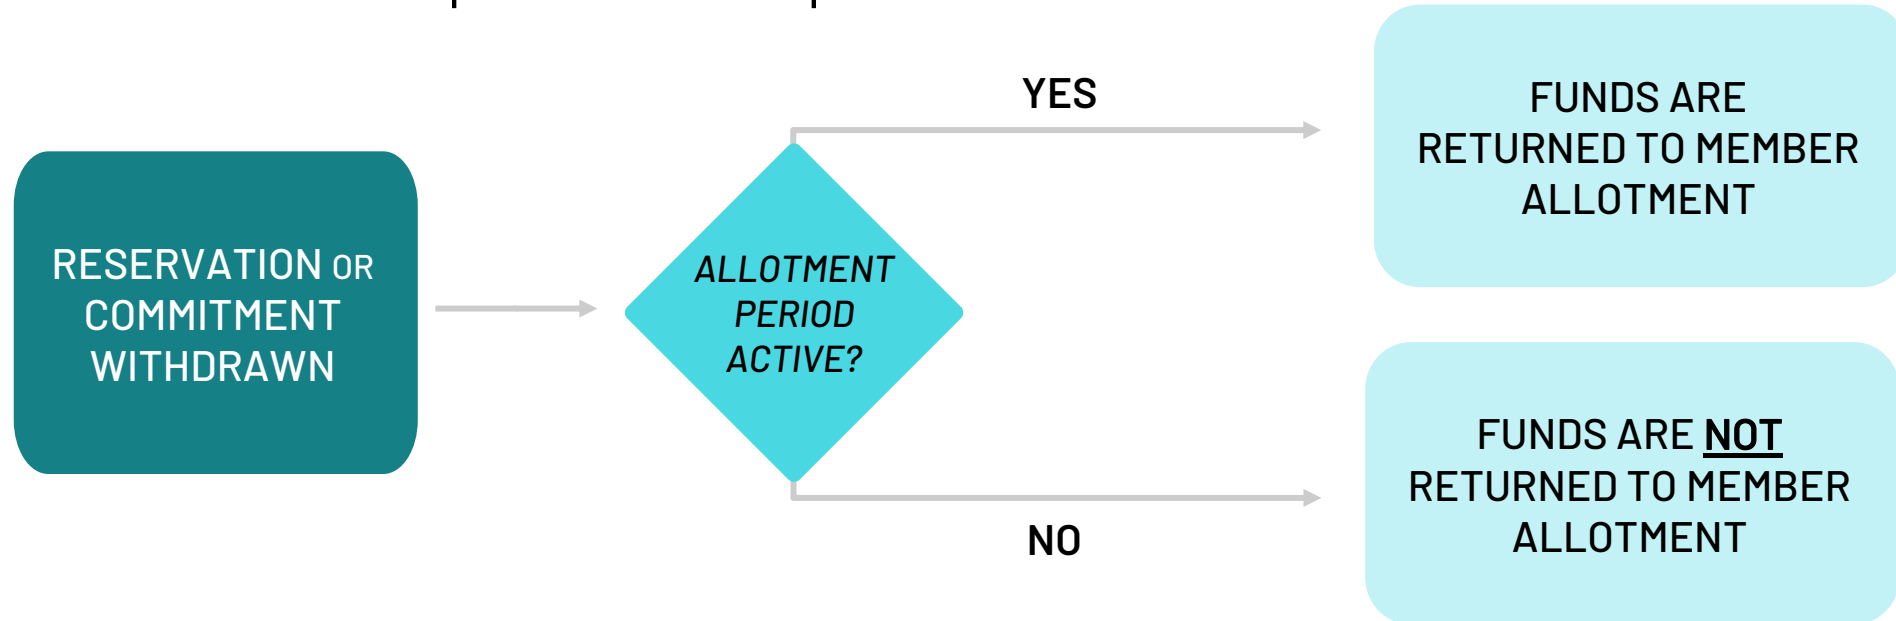 RESERVATION OR
COMMITMENT
WITHDRAWN
ALLOTMENT
PERIOD
ACTIVE?
YES
FUNDS ARE
RETURNED TO MEMBER
ALLOTMENT
NO
FUNDS ARE NOT
RETURNED TO MEMBER
ALLOTMENT